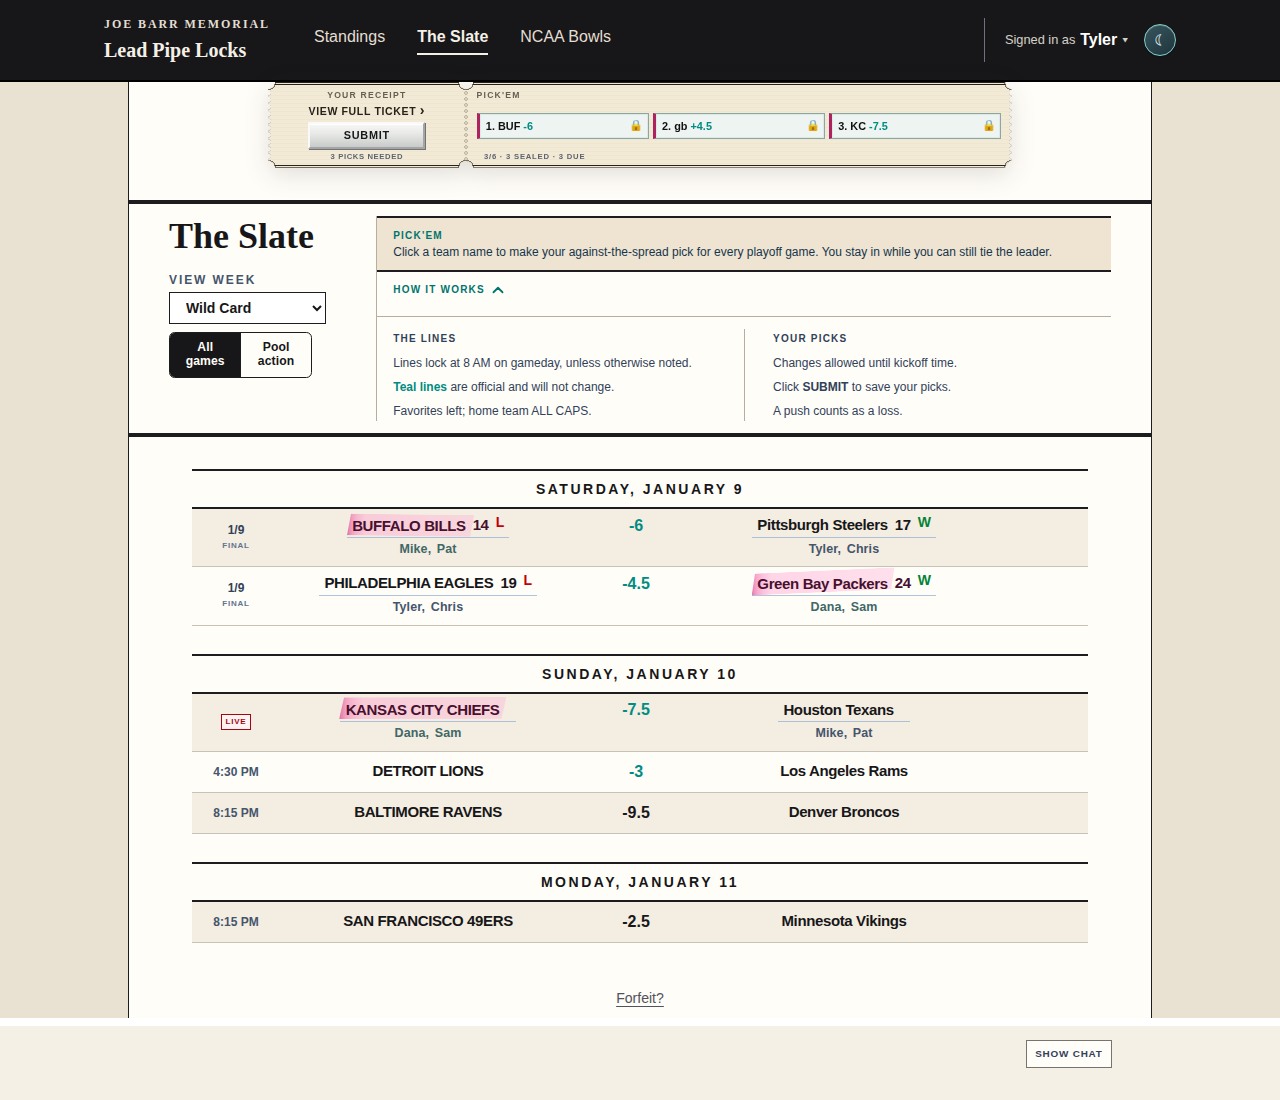 JOE BARR MEMORIAL
Lead Pipe Locks
Standings
The Slate
NCAA Bowls
Signed in as Tyler ▾
☾
YOUR RECEIPT
VIEW FULL TICKET ›
SUBMIT
3 PICKS NEEDED
PICK'EM
1. BUF -6
2. gb +4.5
3. KC -7.5
3/6 · 3 SEALED · 3 DUE
The Slate
VIEW WEEK
Wild Card
All games
Pool action
PICK'EM
Click a team name to make your against-the-spread pick for every playoff game. You stay in while you can still tie the leader.
HOW IT WORKS
THE LINES
Lines lock at 8 AM on gameday, unless otherwise noted.
Teal lines are official and will not change.
Favorites left; home team ALL CAPS.
YOUR PICKS
Changes allowed until kickoff time.
Click SUBMIT to save your picks.
A push counts as a loss.
SATURDAY, JANUARY 9
1/9 FINAL
BUFFALO BILLS 14 L
-6
Pittsburgh Steelers 17 W
Mike, Pat
Tyler, Chris
1/9 FINAL
PHILADELPHIA EAGLES 19 L
-4.5
Green Bay Packers 24 W
Tyler, Chris
Dana, Sam
SUNDAY, JANUARY 10
LIVE
KANSAS CITY CHIEFS
-7.5
Houston Texans
Dana, Sam
Mike, Pat
4:30 PM
DETROIT LIONS
-3
Los Angeles Rams
8:15 PM
BALTIMORE RAVENS
-9.5
Denver Broncos
MONDAY, JANUARY 11
8:15 PM
SAN FRANCISCO 49ERS
-2.5
Minnesota Vikings
Forfeit?
SHOW CHAT